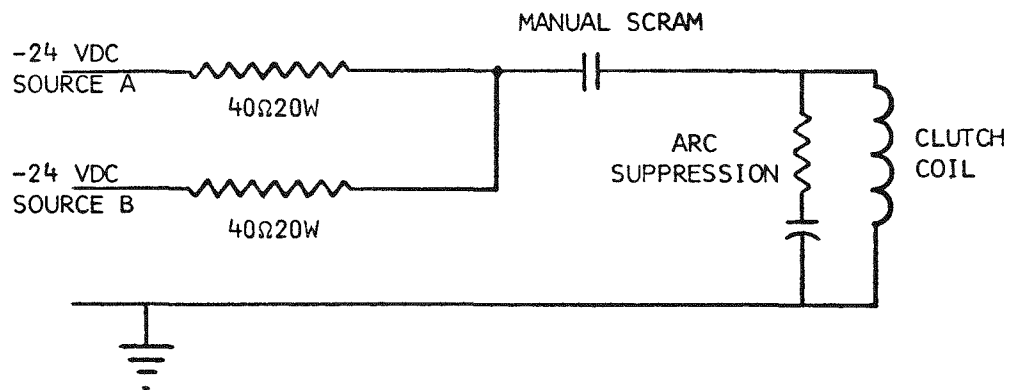 MANUAL SCRAM
-24 VDC
SOURCE A
40Ω20W
ARC
SUPPRESSION
CLUTCH
COIL
-24 VDC
SOURCE B
40Ω20W